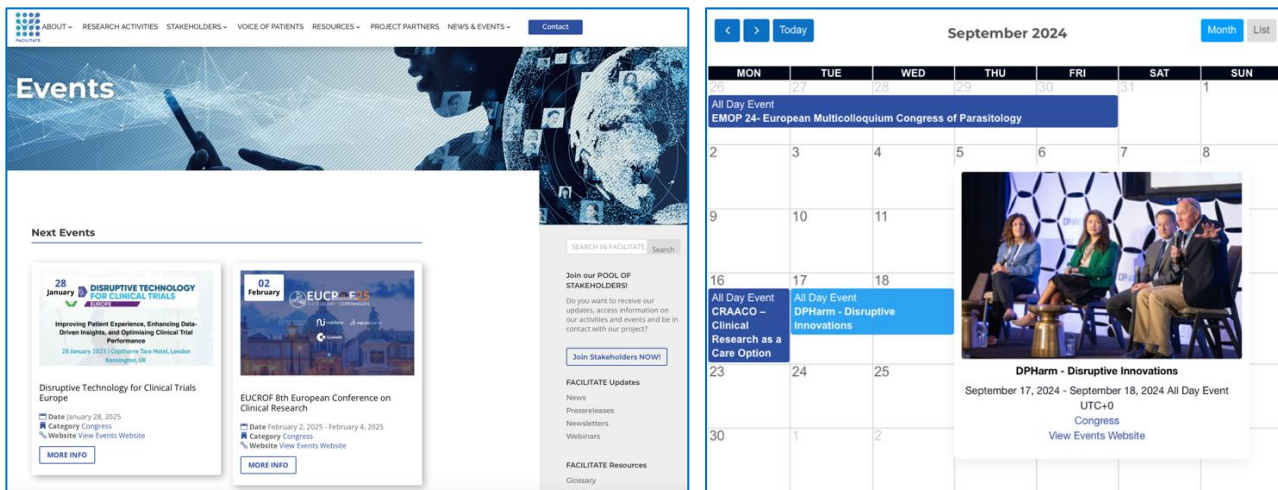 FACILITATE
ABOUT
RESEARCH ACTIVITIES
STAKEHOLDERS
VOICE OF PATIENTS
RESOURCES
PROJECT PARTNERS
NEWS & EVENTS
Contact
Events
Next Events
28
January
DISRUPTIVE TECHNOLOGY
FOR CLINICAL TRIALS
EUROPE
Improving Patient Experience, Enhancing Data-
Driven Insights, and Optimising Clinical Trial
Performance
28 January 2025 | Copthorne Tara Hotel, London
Kensington, UK
Disruptive Technology for Clinical Trials
Europe
Date January 28, 2025
Category Congress
Website View Events Website
MORE INFO
02
February
EUCROF25
COPENHAGEN
EUCROF 8th European Conference on
Clinical Research
Date February 2, 2025 - February 4, 2025
Category Congress
Website View Events Website
MORE INFO
SEARCH IN FACILITATE
Search
Join our POOL OF
STAKEHOLDERS!
Do you want to receive our
updates, access information on
our activities and events and be in
contact with our project?
Join Stakeholders NOW!
FACILITATE Updates
News
Pressreleases
Newsletters
Webinars
FACILITATE Resources
Glossary
< > Today
September 2024
Month List
MON TUE WED THU FRI SAT SUN
26 27 28 29 30 31 1
All Day Event
EMOP 24- European Multicolloquium Congress of Parasitology
2 3 4 5 6 7 8
9 10 11
16 17 18
All Day Event
CRAACO –
Clinical
Research as a
Care Option
All Day Event
DPHarm - Disruptive
Innovations
23 24 25
30 1 2
DPHarm - Disruptive Innovations
September 17, 2024 - September 18, 2024 All Day Event
UTC+0
Congress
View Events Website